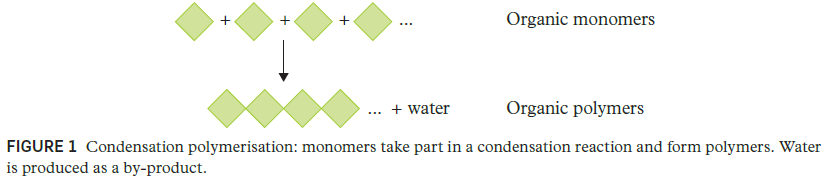 + + + ... Organic monomers
... + water Organic polymers
FIGURE 1 Condensation polymerisation: monomers take part in a condensation reaction and form polymers. Water
is produced as a by-product.